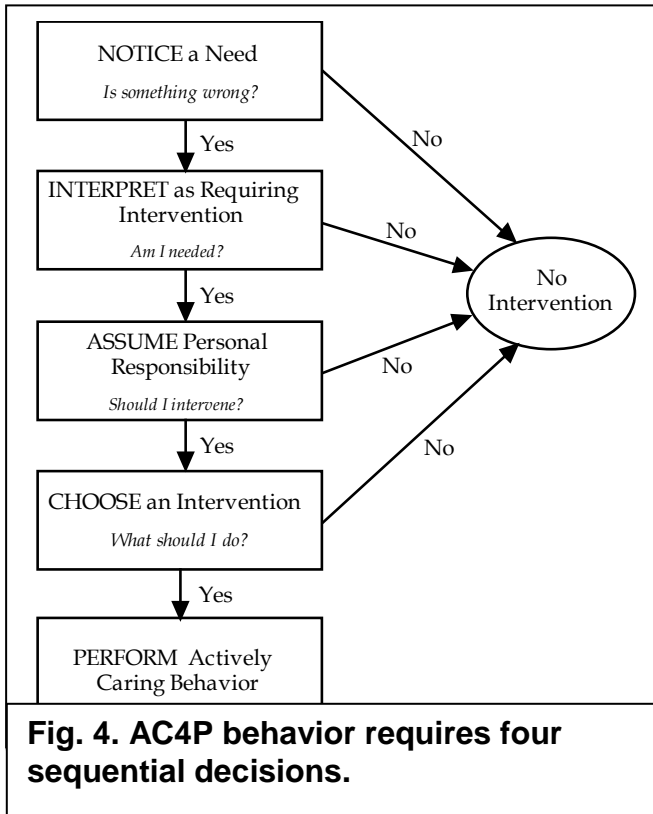 NOTICE a Need
Is something wrong?
No
Yes
INTERPRET as Requiring
Intervention
Am I needed?
No
No
Intervention
Yes
ASSUME Personal
Responsibility
Should I intervene?
No
Yes
No
CHOOSE an Intervention
What should I do?
Yes
PERFORM Actively
Caring Behavior
Fig. 4. AC4P behavior requires four
sequential decisions.